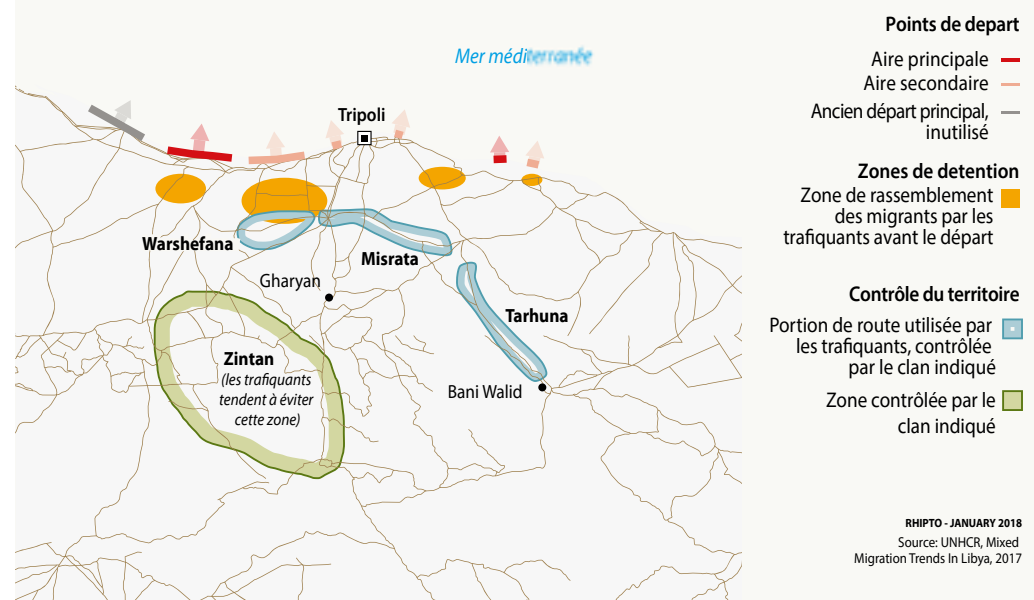 Mer méditerranée
Tripoli
Warshefana
Misrata
Gharyan
Tarhuna
Zintan
(les trafiquants
tendent à éviter
cette zone)
Bani Walid
Points de depart
Aire principale
Aire secondaire
Ancien départ principal,
inutilisé
Zones de detention
Zone de rassemblement
des migrants par les
trafiquants avant le départ
Contrôle du territoire
Portion de route utilisée par
les trafiquants, contrôlée
par le clan indiqué
Zone contrôlée par le
clan indiqué
RHIPTO - JANUARY 2018
Source: UNHCR, Mixed
Migration Trends In Libya, 2017